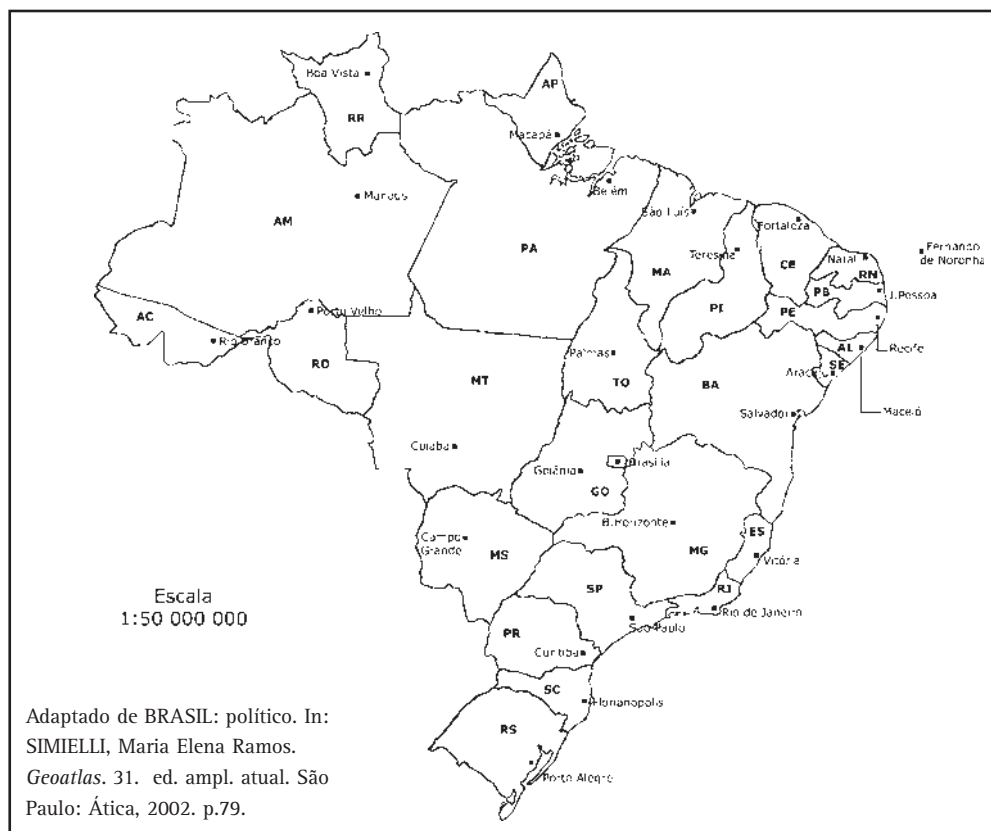 Boa Vista
RR
AP
Macapá
Belém
Manaus
AM
PA
São Luís
MA
Teresina
PI
Fortaleza
CE
Natal
RN
Fernando
de Noronha
PB
J.Pessoa
PE
Recife
AL
Maceió
SE
BA
Salvador
AC
Rio Branco
Porto Velho
RO
MT
Cuiabá
Palmas
TO
Goiânia
GO
Brasília
B.Horizonte
MG
ES
Vitória
RJ
Rio de Janeiro
Campo
Grande
MS
SP
São Paulo
PR
Curitiba
SC
Florianópolis
RS
Porto Alegre
Escala
1:50 000 000
Adaptado de BRASIL: político. In:
SIMIELLI, Maria Elena Ramos.
Geoatlas. 31. ed. ampl. atual. São
Paulo: Ática, 2002. p.79.